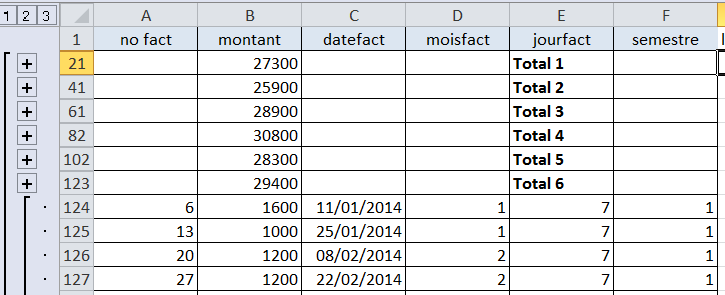 1 2 3 A B C D E F
1 no fact montant datefact moisfact jourfact semestre
21 27300 Total 1
41 25900 Total 2
61 28900 Total 3
82 30800 Total 4
102 28300 Total 5
123 29400 Total 6
124 6 1600 11/01/2014 1 7 1
125 13 1000 25/01/2014 1 7 1
126 20 1200 08/02/2014 2 7 1
127 27 1200 22/02/2014 2 7 1